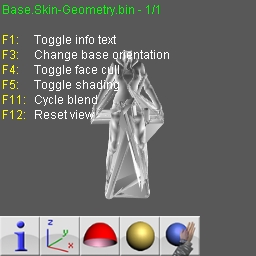 Base.Skin-Geometry.bin - 1/1
F1: Toggle info text
F3: Change base orientation
F4: Toggle face cull
F5: Toggle shading
F11: Cycle blend
F12: Reset view
i
z
y
x